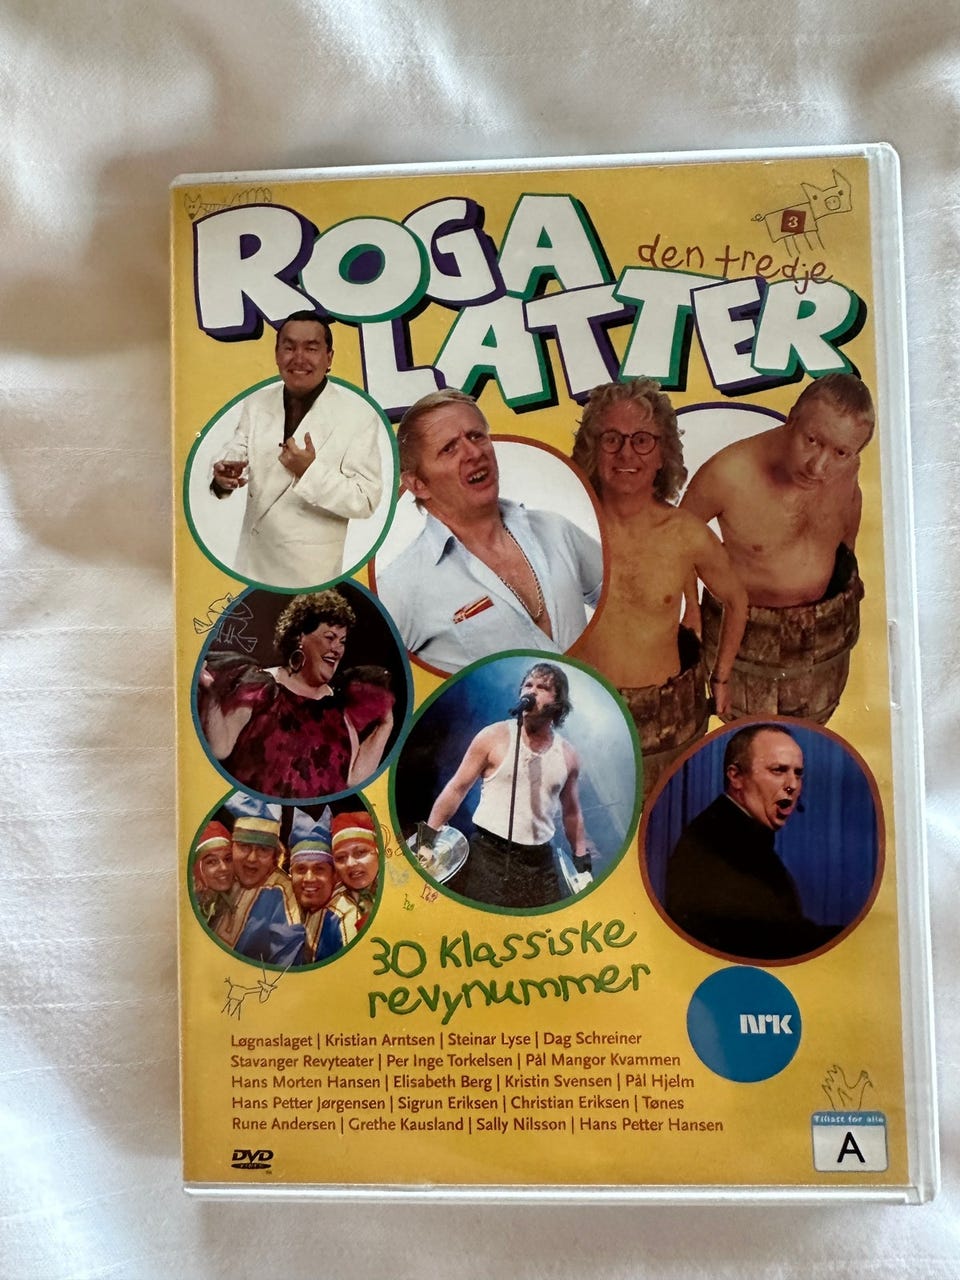 ROGA
den tredje
LATTER
3
30 klassiske
revynummer
nrk
Løgnaslaget | Kristian Arntsen | Steinar Lyse | Dag Schreiner
Stavanger Revyteater | Per Inge Torkelsen | Pål Mangor Kvammen
Hans Morten Hansen | Elisabeth Berg | Kristin Svensen | Pål Hjelm
Hans Petter Jørgensen | Sigrun Eriksen | Christian Eriksen | Tønes
Rune Andersen | Grethe Kausland | Sally Nilsson | Hans Petter Hansen
DVD
VIDEO
Tillatt for alle
A